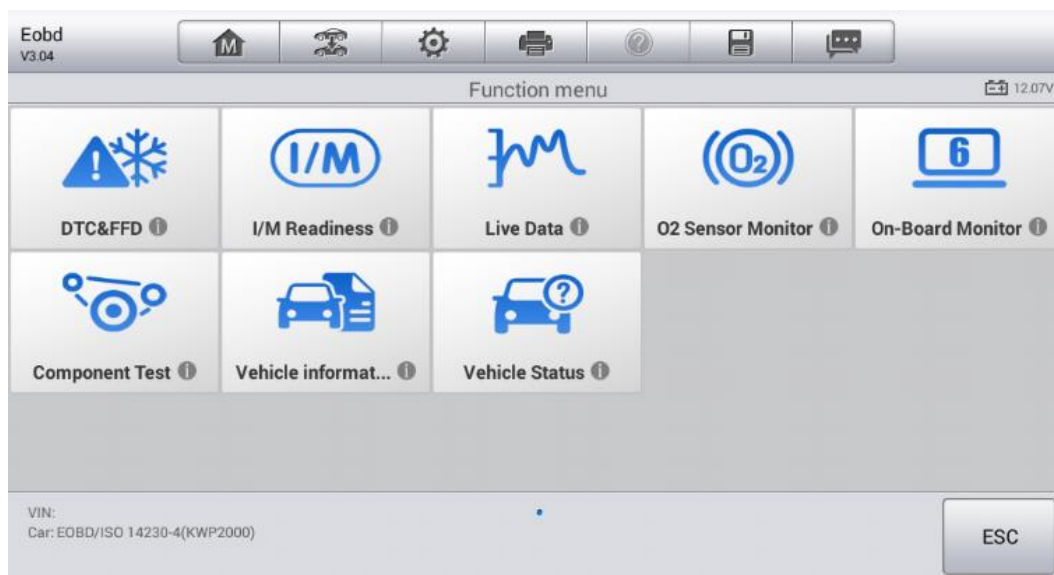 Eobd
V3.04
M
Function menu
12.07V
I/M
O2
6
DTC&FFD
I/M Readiness
Live Data
O2 Sensor Monitor
On-Board Monitor
Component Test
Vehicle informat...
Vehicle Status
VIN:
Car: EOBD/ISO 14230-4(KWP2000)
ESC